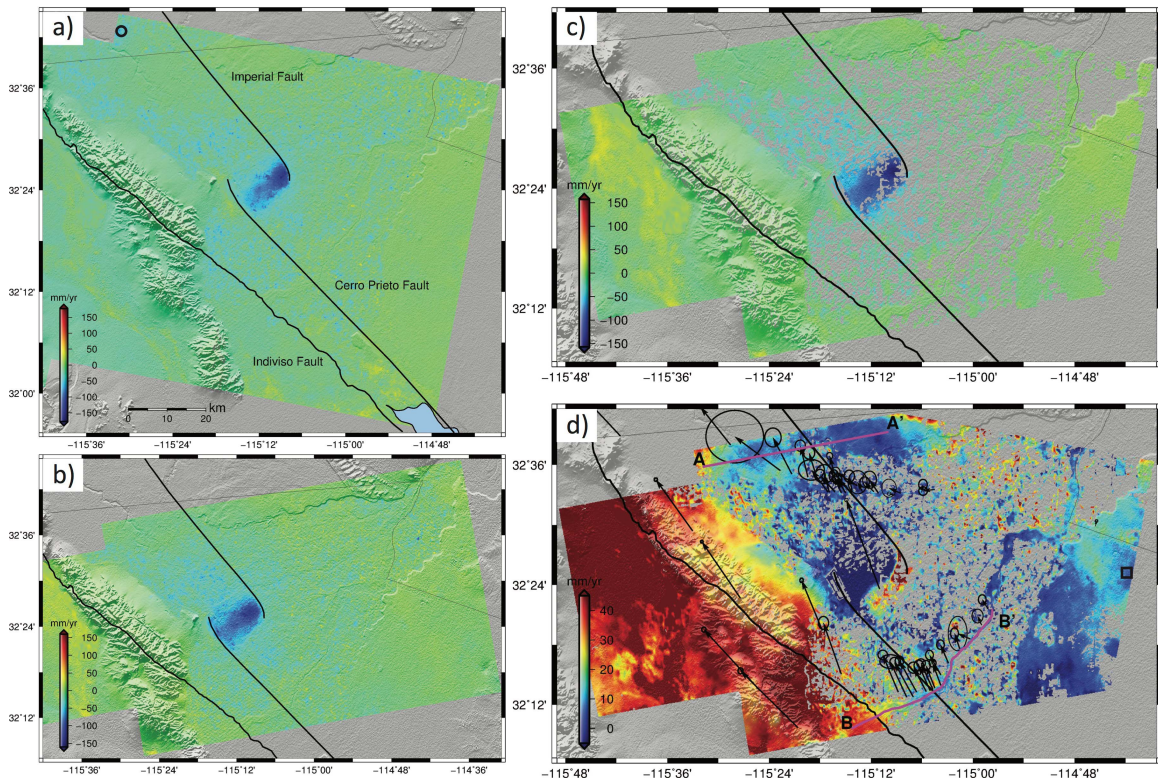 a)
Imperial Fault
Cerro Prieto Fault
Indiviso Fault
mm/yr
150
100
50
0
-50
-100
-150
0 10 20 km
32˚36'
32˚24'
32˚12'
32˚00'
−115˚36' −115˚24' −115˚12' −115˚00' −114˚48'
b)
mm/yr
150
100
50
0
-50
-100
-150
32˚36'
32˚24'
32˚12'
−115˚36' −115˚24' −115˚12' −115˚00' −114˚48' −114˚36'
c)
mm/yr
150
100
50
0
-50
-100
-150
32˚36'
32˚24'
32˚12'
−115˚48' −115˚36' −115˚24' −115˚12' −115˚00' −114˚48'
d)
A
A'
B
B'
mm/yr
40
30
20
10
0
32˚36'
32˚24'
32˚12'
−115˚48' −115˚36' −115˚24' −115˚12' −115˚00' −114˚48'